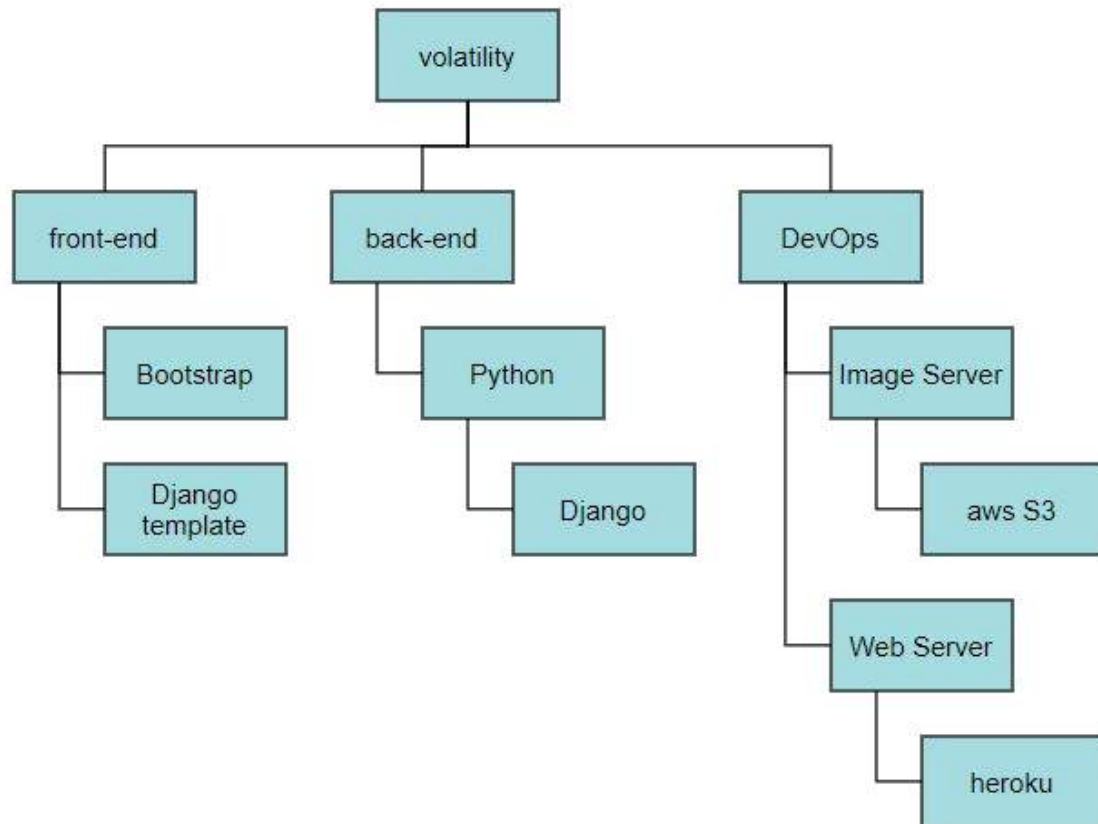 volatility
front-end
back-end
DevOps
Bootstrap
Python
Image Server
Django
template
Django
aws S3
Web Server
heroku